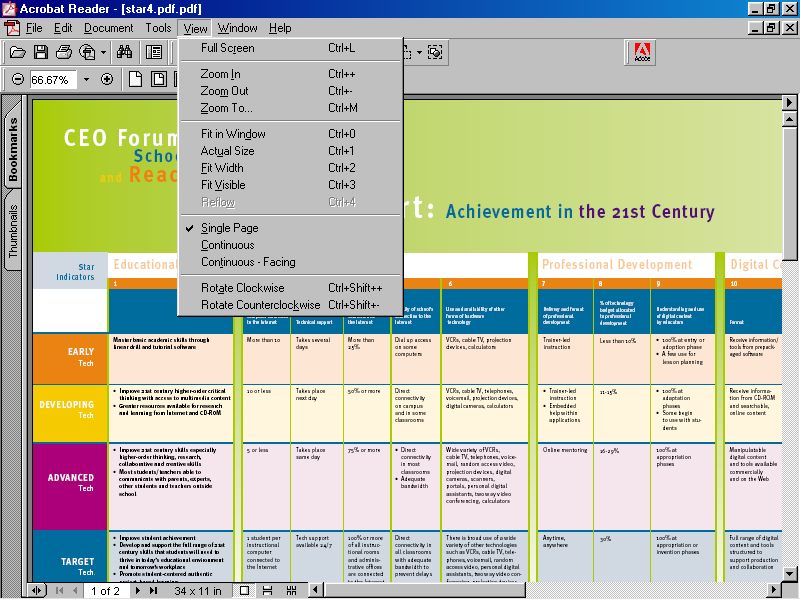 Acrobat Reader - [star4.pdf.pdf]
File Edit Document Tools View Window Help
Adobe
66.67%
Full Screen Ctrl+L
Zoom In Ctrl++
Zoom Out Ctrl+-
Zoom To... Ctrl+M
Fit in Window Ctrl+0
Actual Size Ctrl+1
Fit Width Ctrl+2
Fit Visible Ctrl+3
Reflow Ctrl+4
Single Page
Continuous
Continuous - Facing
Rotate Clockwise Ctrl+Shift++
Rotate Counterclockwise Ctrl+Shift+-
Bookmarks
Thumbnails
CEO Forum
Schoo
and Read
rt: Achievement in the 21st Century
Star
Indicators
Educational
Professional Development
Digital Co
1 6 7 8 9 10
to the Internet
Technical support
the Internet
ty of school's
connection to the
Internet
Use and availability of other
forms of hardware
technology
Delivery and format
of professional
development
% of technology
budget allocated
to professional
development
Understanding and use
of digital content
by educators
Format
EARLY
Tech
Master basic academic skills through
linear drill and tutorial software
More than 10
Takes several
days
More than
25%
Dial up access
on some
computers
VCRs, cable TV, projection
devices, calculators
Trainer-led
instruction
Less than 10%
• 100% at entry or
adoption phase
• A few use for
lesson planning
Receive information/
tools from prepack-
aged software
DEVELOPING
Tech
• Improve 21st century higher-order critical
thinking with access to multimedia content
• Greater resources available for research
and learning from Internet and CD-ROM
10 or less
Takes place
next day
50% or more
Direct
connectivity
on campus
and in some
classrooms
VCRs, cable TV, telephones,
voicemail, projection devices,
digital cameras, calculators
• Trainer-led
instruction
• Embedded
help within
applications
11-15%
• 100% at
adaptation
phases
• Some begin
to use with stu-
dents
Receive informa-
tion from CD-ROM
and searchable,
online content
ADVANCED
Tech
• Improve 21st century skills especially
higher-order thinking, research,
collaborative and creative skills
• Most students/teachers able to
communicate with parents, experts,
other students and teachers outside
school
5 or less
Takes place
same day
75% or more
• Direct
connectivity
in most
classrooms
• Adequate
bandwidth
Wide variety of VCRs,
cable TV, telephones, voice-
mail, random access video,
projection devices, digital
cameras, scanners,
portals, personal digital
assistants, two way video
conferencing, calculators
Online mentoring
16-29%
100% at
appropriation
phases
Manipulatable
digital content
and tools available
commercially
and on the Web
TARGET
Tech
• Improve student achievement
• Develop and support the full range of 21st
century skills that students will need to
thrive in today's educational environment
and tomorrow's workplace
• Promote student-centered authentic
1 student per
instructional
computer
connected to
the Internet
Tech support
available 24/7
100% or more
of all instruc-
tional rooms
and adminis-
trative offices
are connected
Direct
connectivity in
all classrooms
with adequate
bandwidth to
prevent delays
There is broad use of a wide
variety of other technologies
such as VCRs, cable TV, tele-
phones, voicemail, random
access video, personal digital
assistants, two way video con-
Anytime,
anywhere
30%
100% at
appropriation or
invention phases
Full range of digital
content and tools
structured to
support production
and collaboration
1 of 2
34 x 11 in